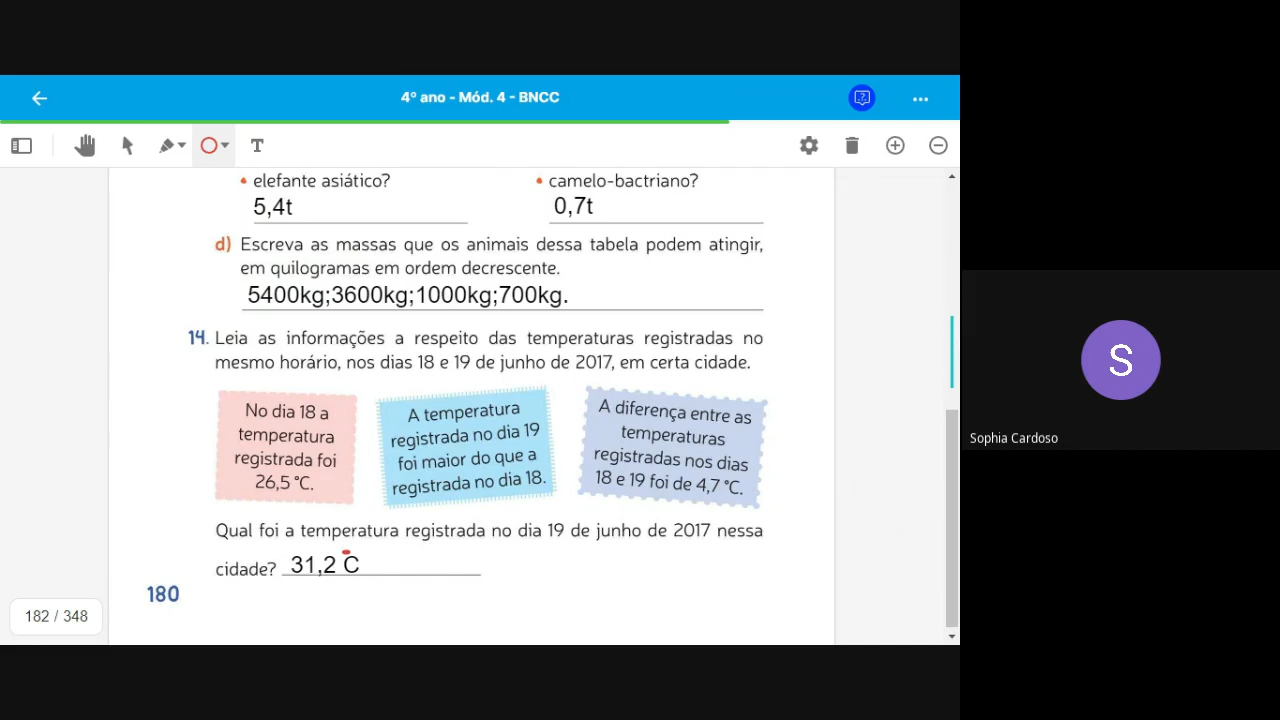 4º ano - Mód. 4 - BNCC
T
• elefante asiático?
• camelo-bactriano?
5,4t
0,7t
d) Escreva as massas que os animais dessa tabela podem atingir,
em quilogramas em ordem decrescente.
5400kg;3600kg;1000kg;700kg.
14. Leia as informações a respeito das temperaturas registradas no
mesmo horário, nos dias 18 e 19 de junho de 2017, em certa cidade.
No dia 18 a
temperatura
registrada foi
26,5 °C.
A temperatura
registrada no dia 19
foi maior do que a
registrada no dia 18.
A diferença entre as
temperaturas
registradas nos dias
18 e 19 foi de 4,7 °C.
Qual foi a temperatura registrada no dia 19 de junho de 2017 nessa
cidade? 31,2 C
180
182 / 348
S
Sophia Cardoso